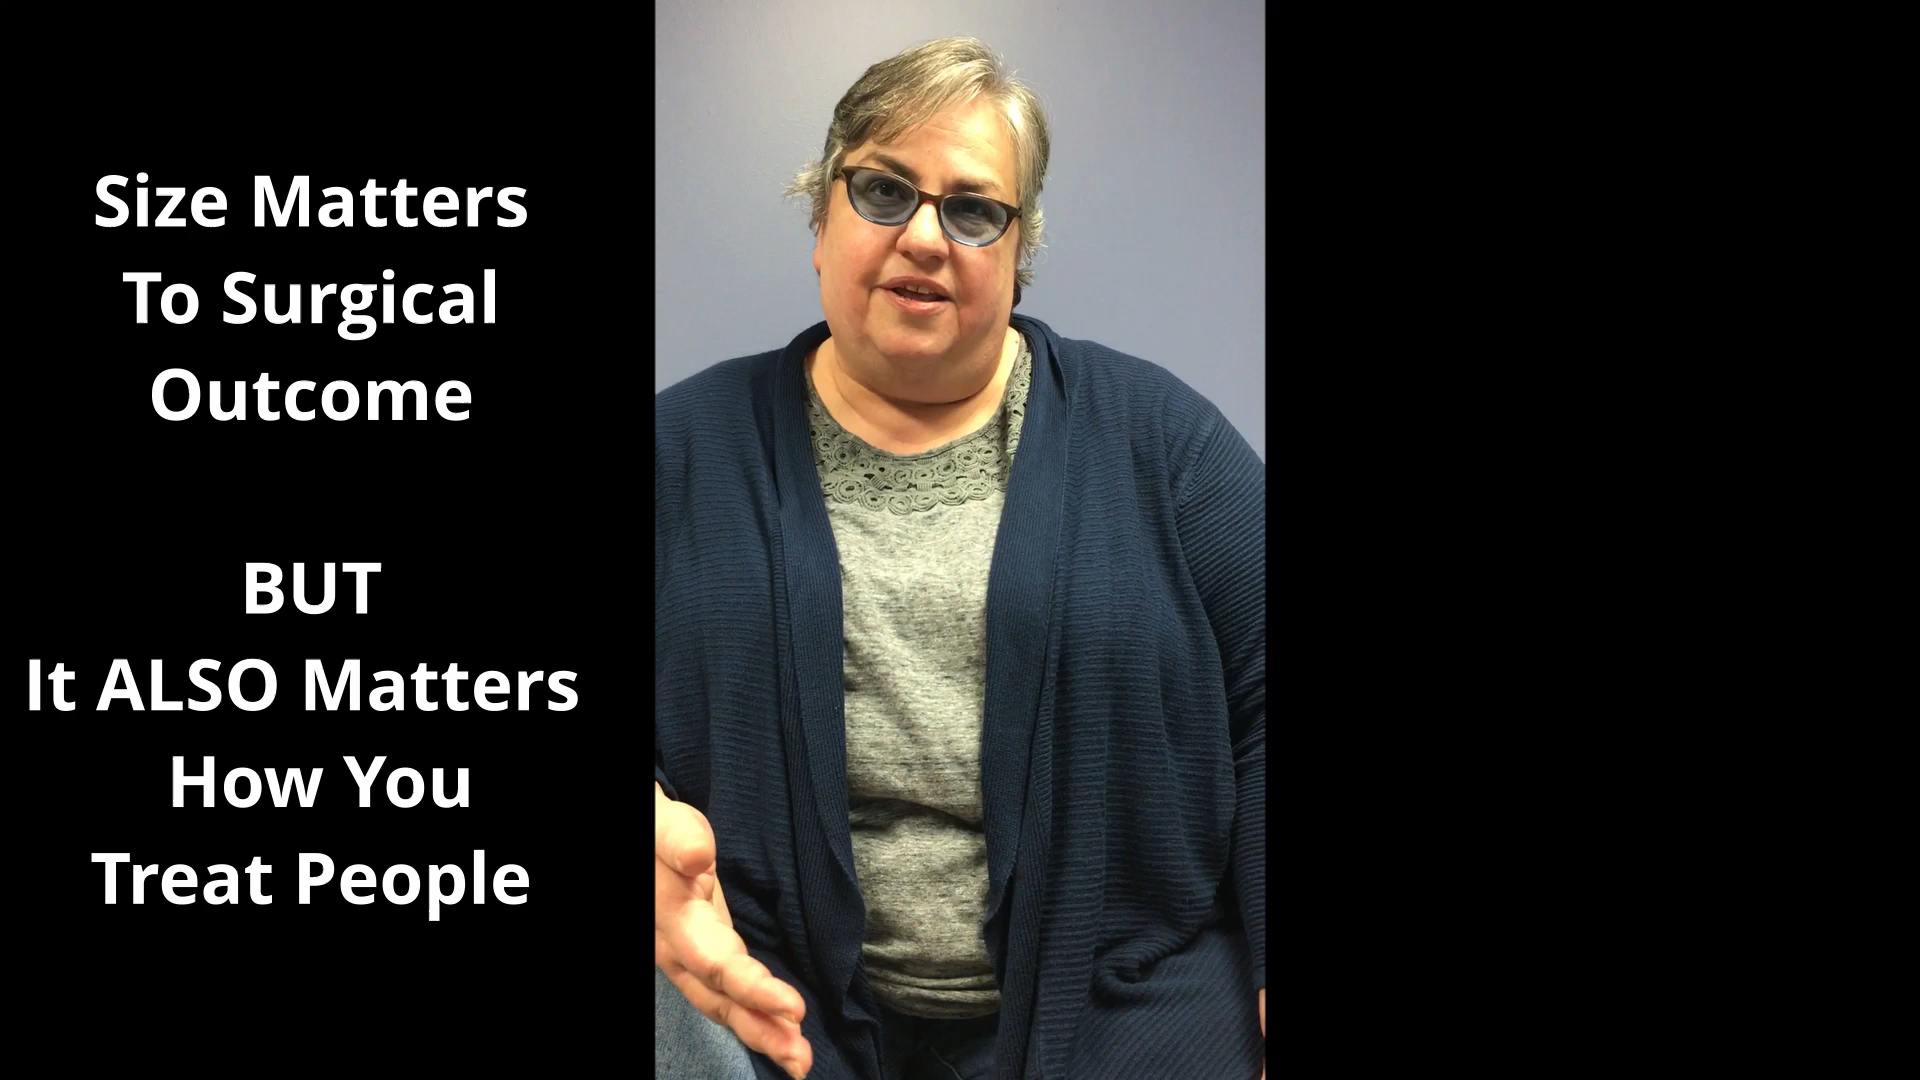 Size Matters
To Surgical
Outcome
BUT
It ALSO Matters
How You
Treat People